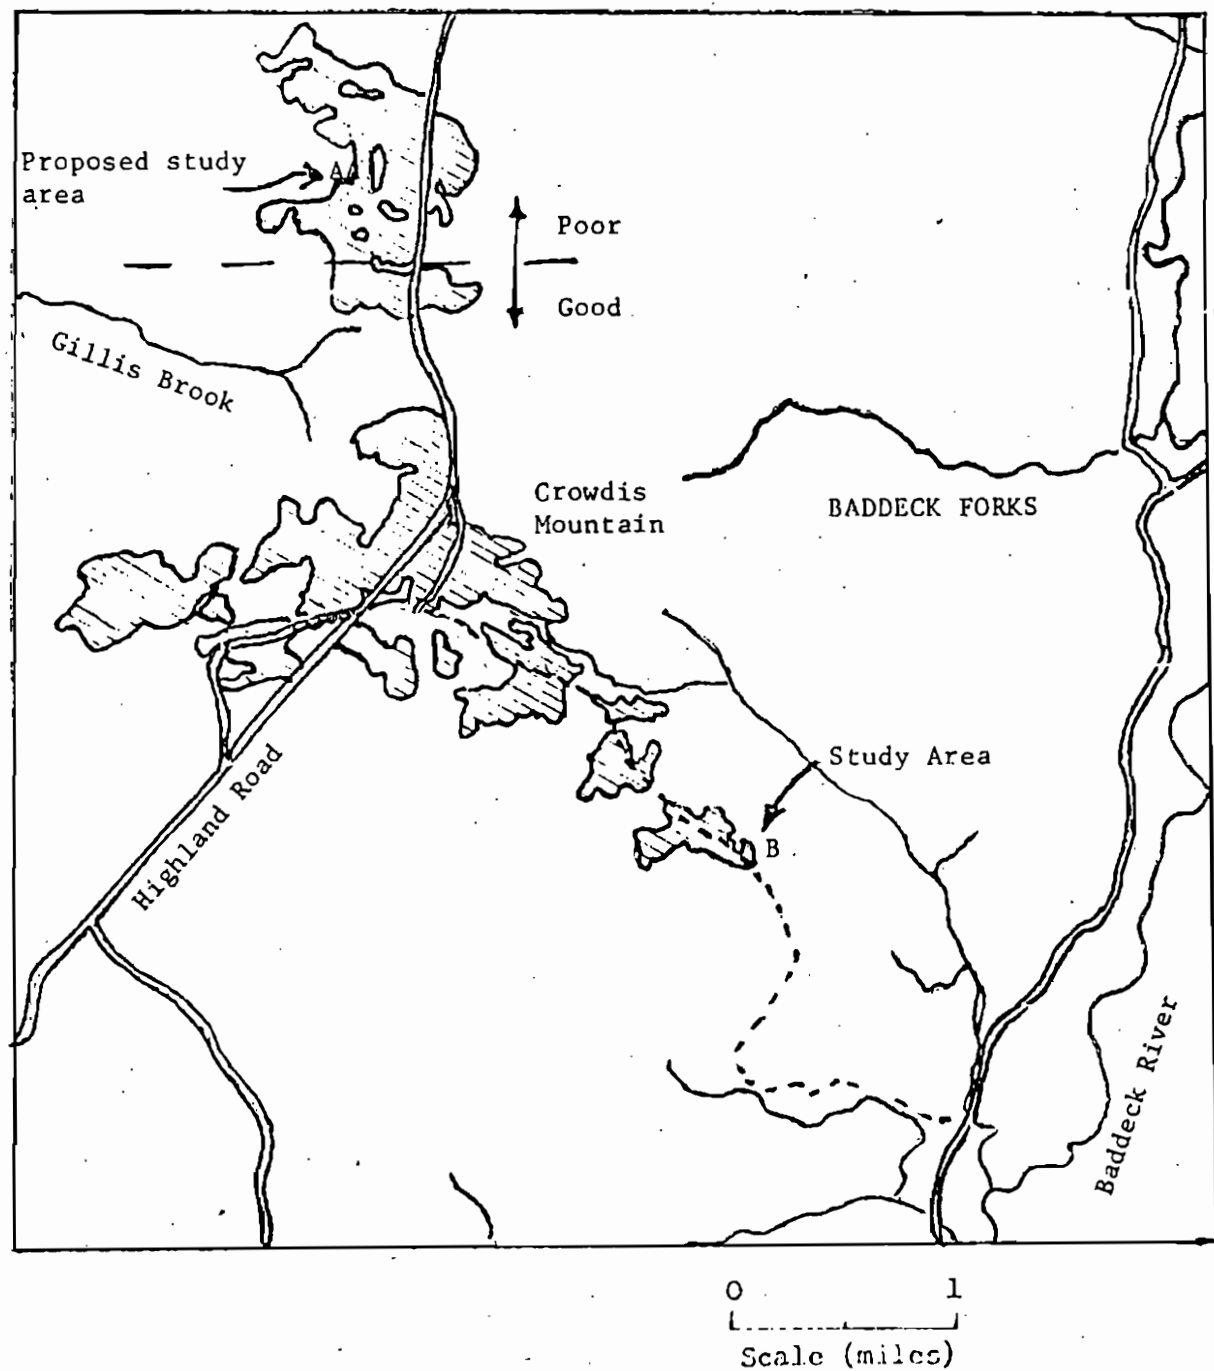 Proposed study
area
AA
Poor
Good
Gillis Brook
Crowdis
Mountain
BADDECK FORKS
Study Area
B
Highland Road
Baddeck River
0 1
Scale (miles)